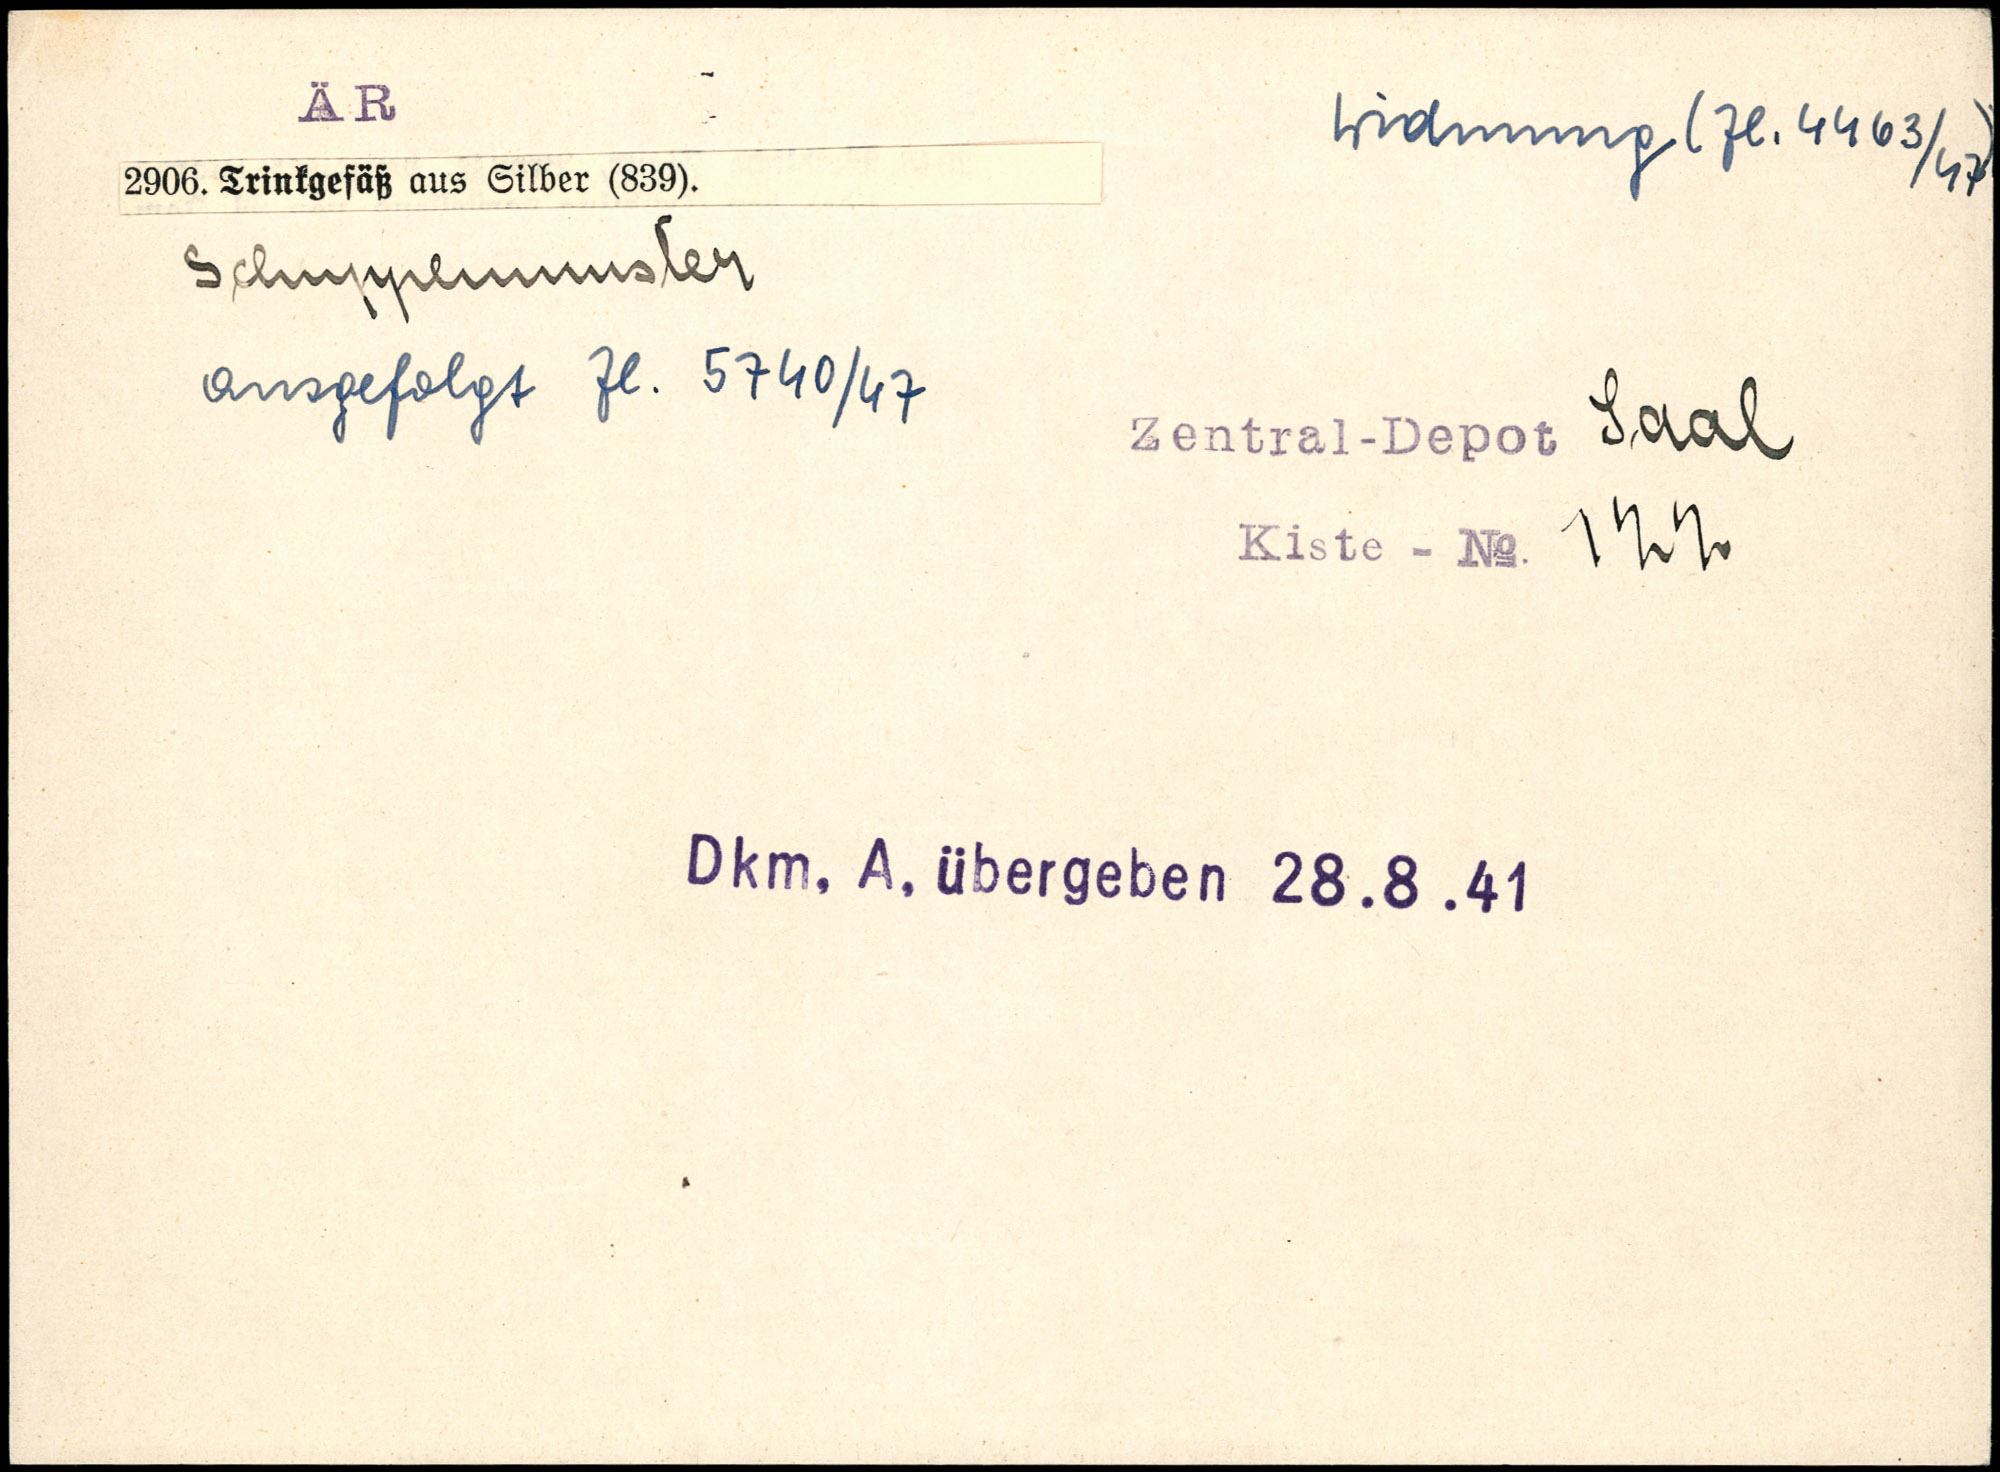 ÄR
Widmung (Zl. 4463/47)
2906. Trinkgefäß aus Silber (839).
Schuppenmuster
ausgefolgt Zl. 5740/47
Zentral-Depot Saal
Kiste - No. 122
Dkm. A. übergeben 28.8.41